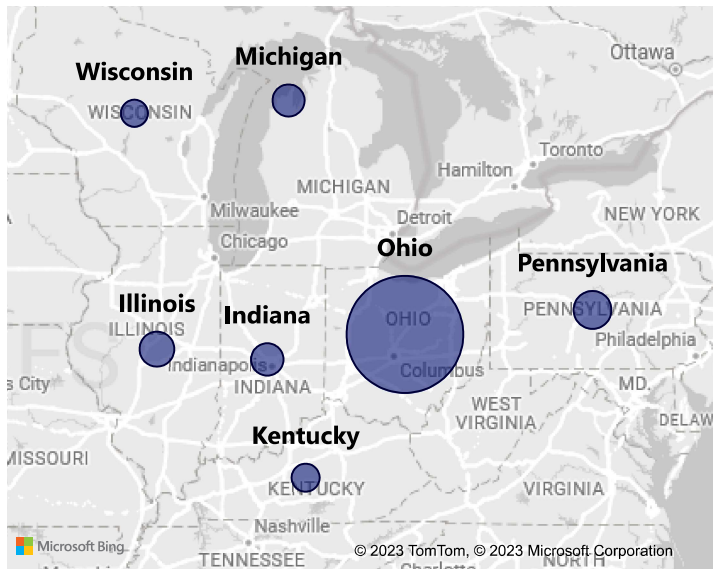 Ottawa
Michigan
Wisconsin
WISCONSIN
Toronto
Hamilton
MICHIGAN
Milwaukee
Detroit
NEW YORK
Chicago
Ohio
Pennsylvania
Illinois
Indiana
PENNSYLVANIA
OHIO
ILLINOIS
Philadelphia
Indianapolis
Columbus
s City
INDIANA
MD.
WEST
VIRGINIA
DELAW
Kentucky
MISSOURI
KENTUCKY
VIRGINIA
Nashville
Microsoft Bing
© 2023 TomTom, © 2023 Microsoft Corporation
TENNESSEE
NORTH
Charlotte